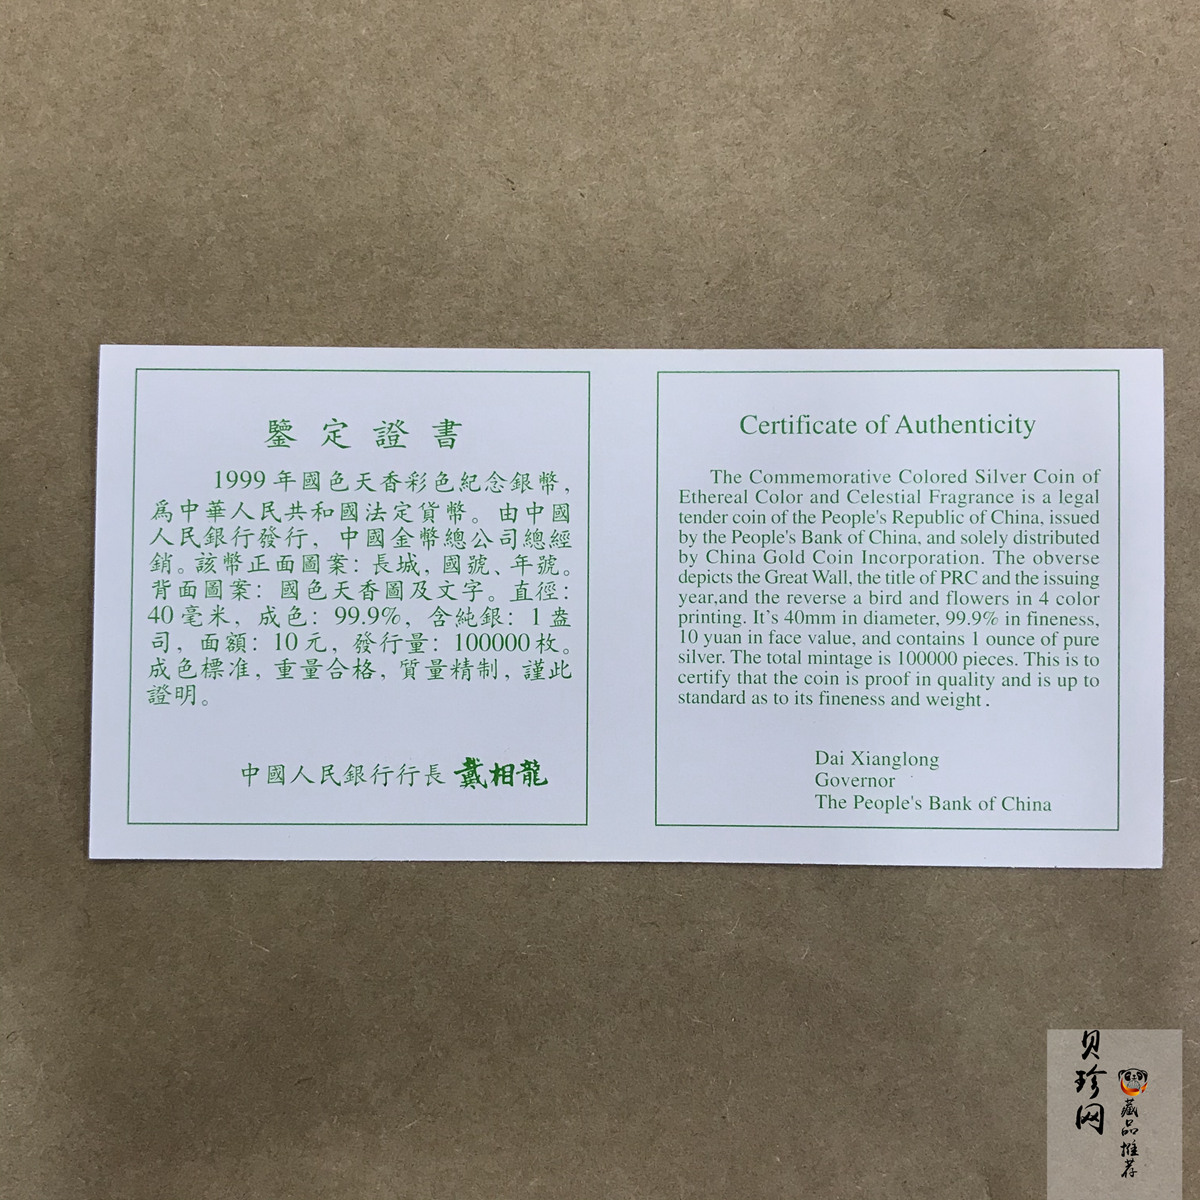 鑒定證書
1999年國色天香彩色紀念銀幣,
爲中華人民共和國法定貨幣。由中國
人民銀行發行, 中國金幣總公司總經
銷。該幣正面圖案: 長城, 國號、年號。
背面圖案: 國色天香圖及文字。直徑:
40毫米, 成色: 99.9%, 含純銀: 1盎
司, 面額: 10元, 發行量: 100000枚。
成色標准, 重量合格, 質量精制, 謹此
證明。
中國人民銀行行長 戴相龍
Certificate of Authenticity
The Commemorative Colored Silver Coin of
Ethereal Color and Celestial Fragrance is a legal
tender coin of the People's Republic of China, issued
by the People's Bank of China, and solely distributed
by China Gold Coin Incorporation. The obverse
depicts the Great Wall, the title of PRC and the issuing
year,and the reverse a bird and flowers in 4 color
printing. It's 40mm in diameter, 99.9% in fineness,
10 yuan in face value, and contains 1 ounce of pure
silver. The total mintage is 100000 pieces. This is to
certify that the coin is proof in quality and is up to
standard as to its fineness and weight.
Dai Xianglong
Governor
The People's Bank of China
贝珍网
藏品推荐